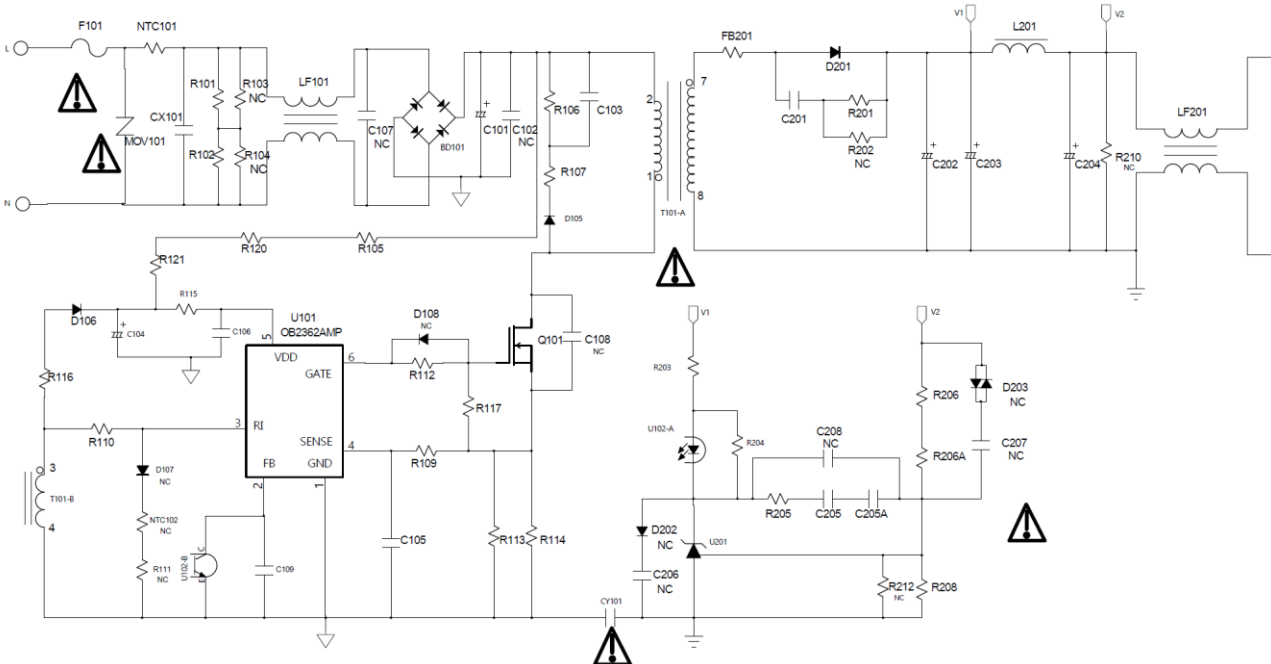 V1
V2
F101
NTC101
L201
L
FB201
D201
R101
R103
NC
LF101
CX101
MOV101
R102
R104
NC
C107
NC
BD101
C101
C102
NC
R106
C103
R107
D105
2
1
7
8
T101-A
C201
R201
R202
NC
C202
C203
C204
R210
NC
LF201
N
R120
R105
R121
R115
D106
C104
C106
R116
U101
OB2362AMP
5
VDD
GATE
6
RI
3
SENSE
4
FB
GND
2
1
D108
NC
R112
Q101
C108
NC
R117
R110
R109
3
T101-B
4
D107
NC
NTC102
NC
R111
NC
U102-B
C
E
C109
C105
R113
R114
CY101
V1
V2
R203
U102-A
R204
C208
NC
R205
C205
C205A
R206
R206A
D203
NC
C207
NC
D202
NC
U201
C206
NC
R212
NC
R208